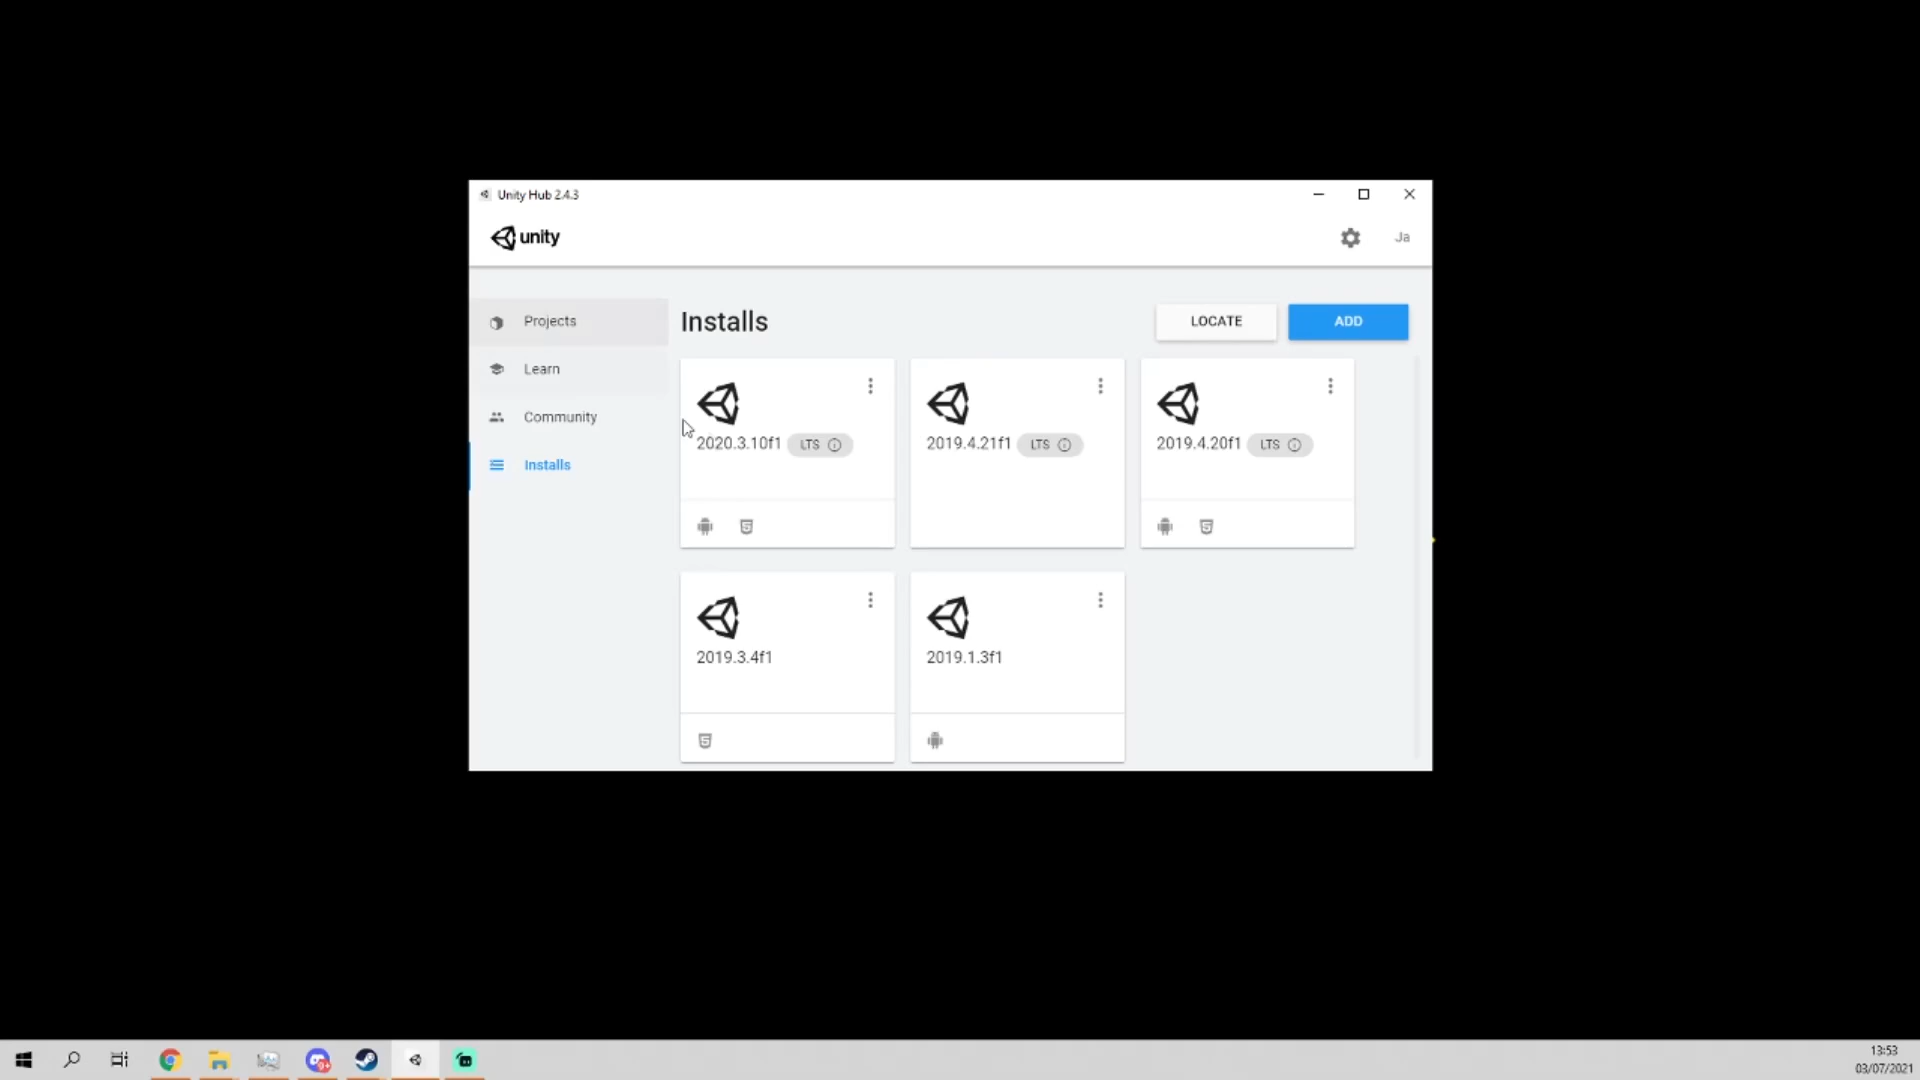 Unity Hub 2.4.3
unity
Ja
Projects
Learn
Community
Installs
Installs
LOCATE
ADD
2020.3.10f1 LTS
2019.4.21f1 LTS
2019.4.20f1 LTS
2019.3.4f1
2019.1.3f1
13:53
03/07/2021